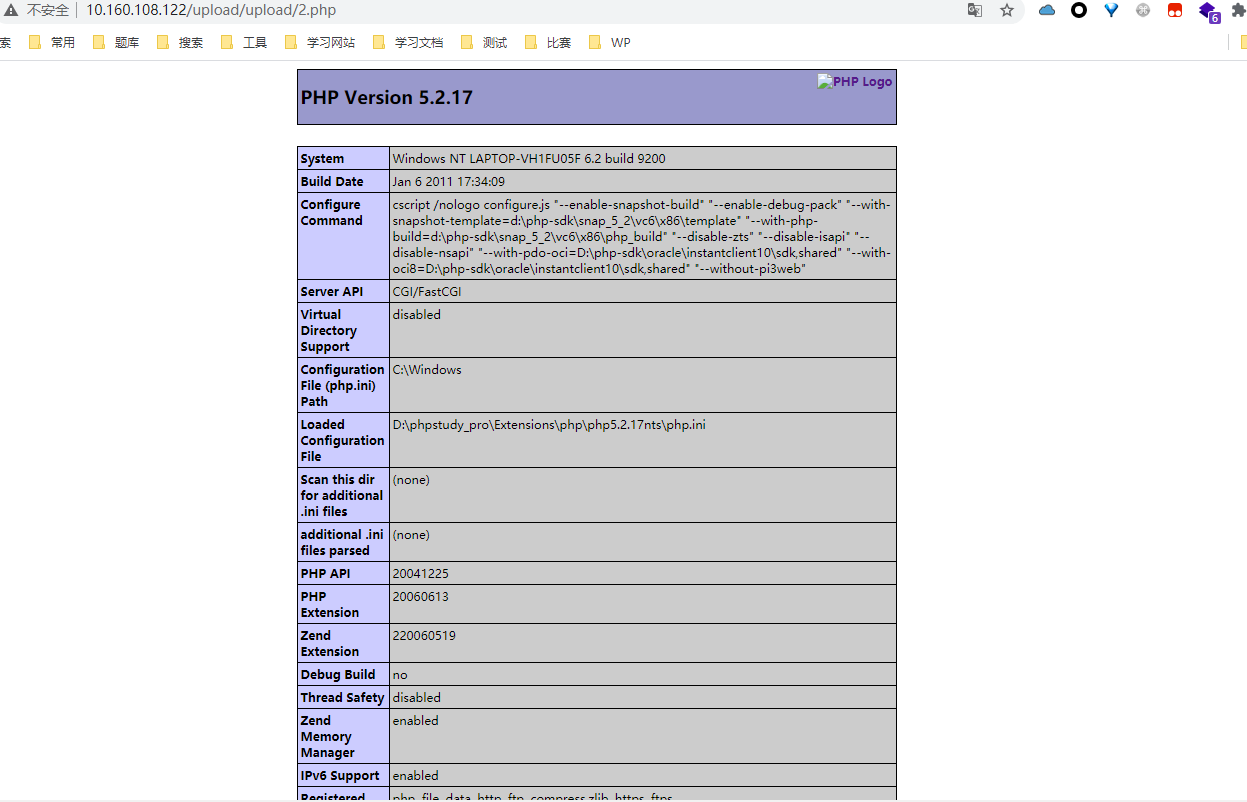 不安全 10.160.108.122/upload/upload/2.php
索 常用 题库 搜索 工具 学习网站 学习文档 测试 比赛 WP
6
PHP Logo
PHP Version 5.2.17
System Windows NT LAPTOP-VH1FU05F 6.2 build 9200
Build Date Jan 6 2011 17:34:09
Configure cscript /nologo configure.js "--enable-snapshot-build" "--enable-debug-pack" "--with-
Command snapshot-template=d:\php-sdk\snap_5_2\vc6\x86\template" "--with-php-
build=d:\php-sdk\snap_5_2\vc6\x86\php_build" "--disable-zts" "--disable-isapi" "--
disable-nsapi" "--with-pdo-oci=D:\php-sdk\oracle\instantclient10\sdk,shared" "--with-
oci8=D:\php-sdk\oracle\instantclient10\sdk,shared" "--without-pi3web"
Server API CGI/FastCGI
Virtual disabled
Directory
Support
Configuration C:\Windows
File (php.ini)
Path
Loaded D:\phpstudy_pro\Extensions\php\php5.2.17nts\php.ini
Configuration
File
Scan this dir (none)
for additional
.ini files
additional .ini (none)
files parsed
PHP API 20041225
PHP 20060613
Extension
Zend 220060519
Extension
Debug Build no
Thread Safety disabled
Zend enabled
Memory
Manager
IPv6 Support enabled
Registered php, file, data, http, ftp, compress.zlib, https, ftps